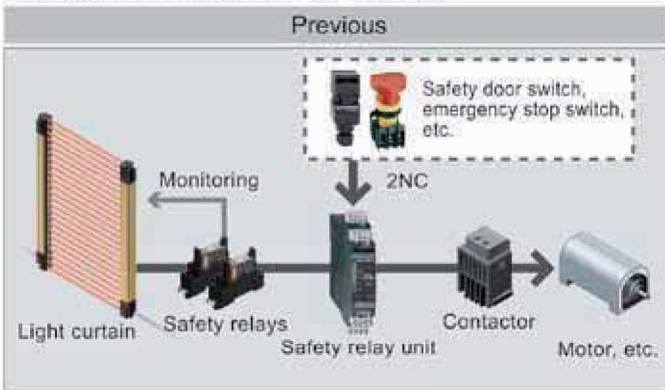 Previous
Safety door switch,
emergency stop switch,
etc.
Monitoring
2NC
Light curtain
Safety relays
Safety relay unit
Contactor
Motor, etc.